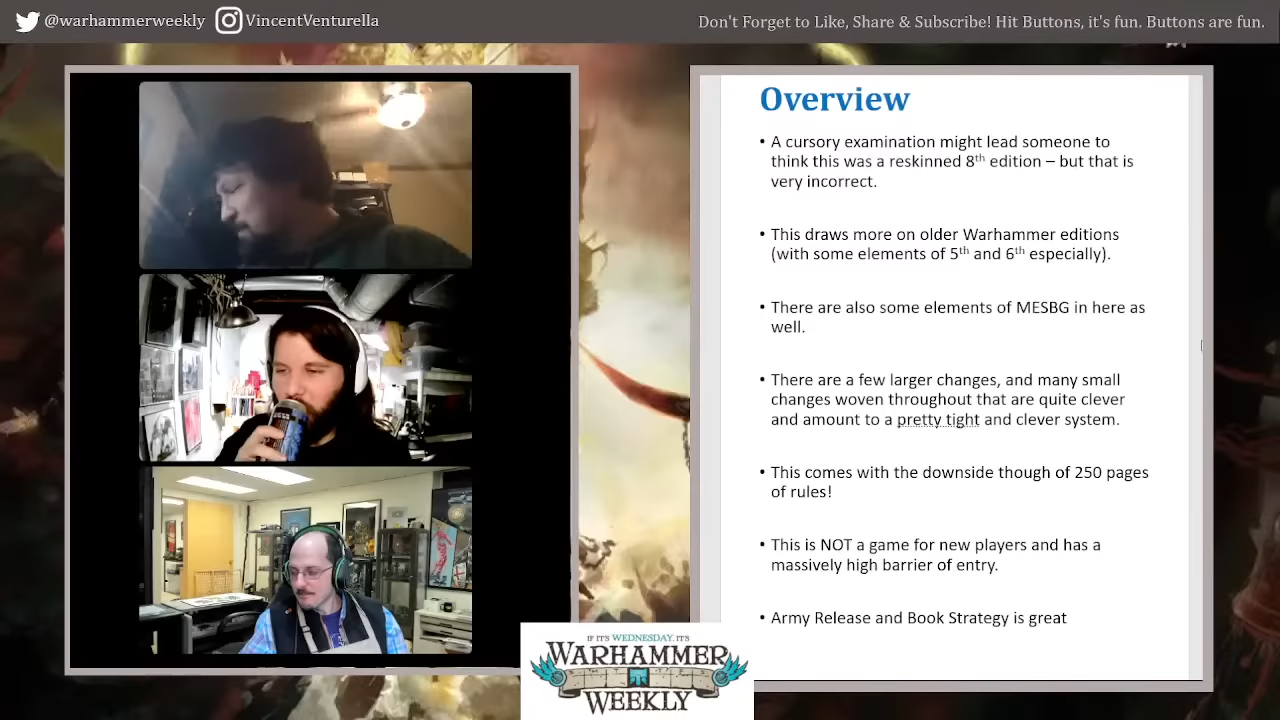 @warhammerweekly VincentVenturella
Don't Forget to Like, Share & Subscribe! Hit Buttons, it's fun. Buttons are fun.
Overview
• A cursory examination might lead someone to
think this was a reskinned 8th edition – but that is
very incorrect.
• This draws more on older Warhammer editions
(with some elements of 5th and 6th especially).
• There are also some elements of MESBG in here as
well.
• There are a few larger changes, and many small
changes woven throughout that are quite clever
and amount to a pretty tight and clever system.
• This comes with the downside though of 250 pages
of rules!
• This is NOT a game for new players and has a
massively high barrier of entry.
• Army Release and Book Strategy is great
IF IT'S WEDNESDAY, IT'S
WARHAMMER
WEEKLY